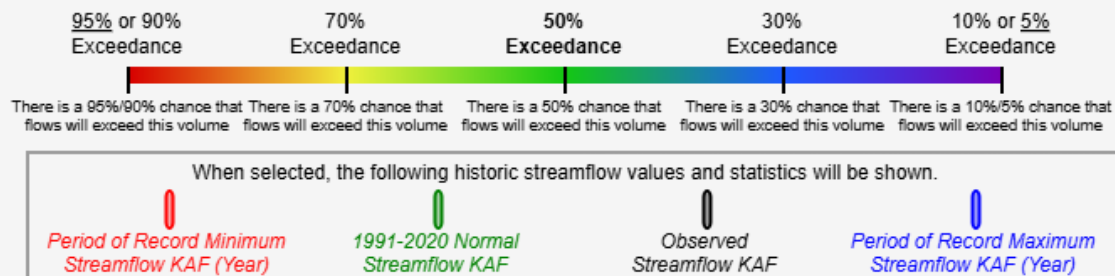 95% or 90%
Exceedance
70%
Exceedance
50%
Exceedance
30%
Exceedance
10% or 5%
Exceedance
There is a 95%/90% chance that
flows will exceed this volume
There is a 70% chance that
flows will exceed this volume
There is a 50% chance that
flows will exceed this volume
There is a 30% chance that
flows will exceed this volume
There is a 10%/5% chance that
flows will exceed this volume
When selected, the following historic streamflow values and statistics will be shown.
Period of Record Minimum
Streamflow KAF (Year)
1991-2020 Normal
Streamflow KAF
Observed
Streamflow KAF
Period of Record Maximum
Streamflow KAF (Year)